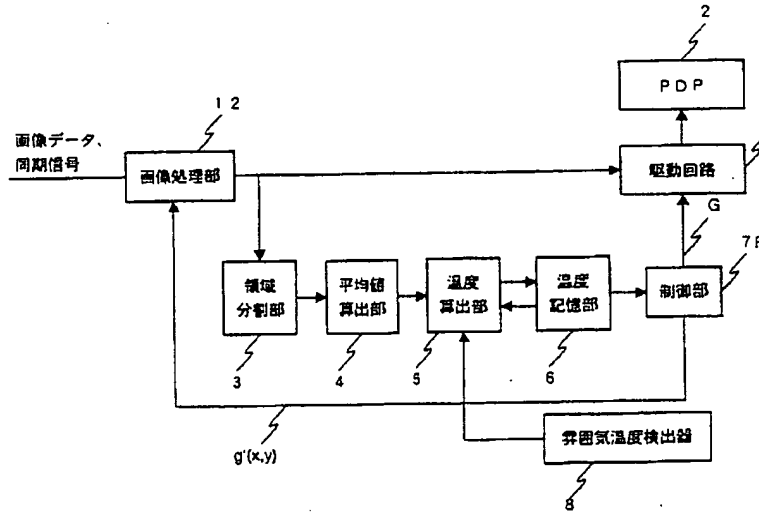 2
PDP
12
画像データ、
同期信号
画像処理部
駆動回路
G
7
領域
分割部
平均値
算出部
温度
算出部
温度
記憶部
制御部
3
4
5
6
g'(x,y)
雰囲気温度検出器
8